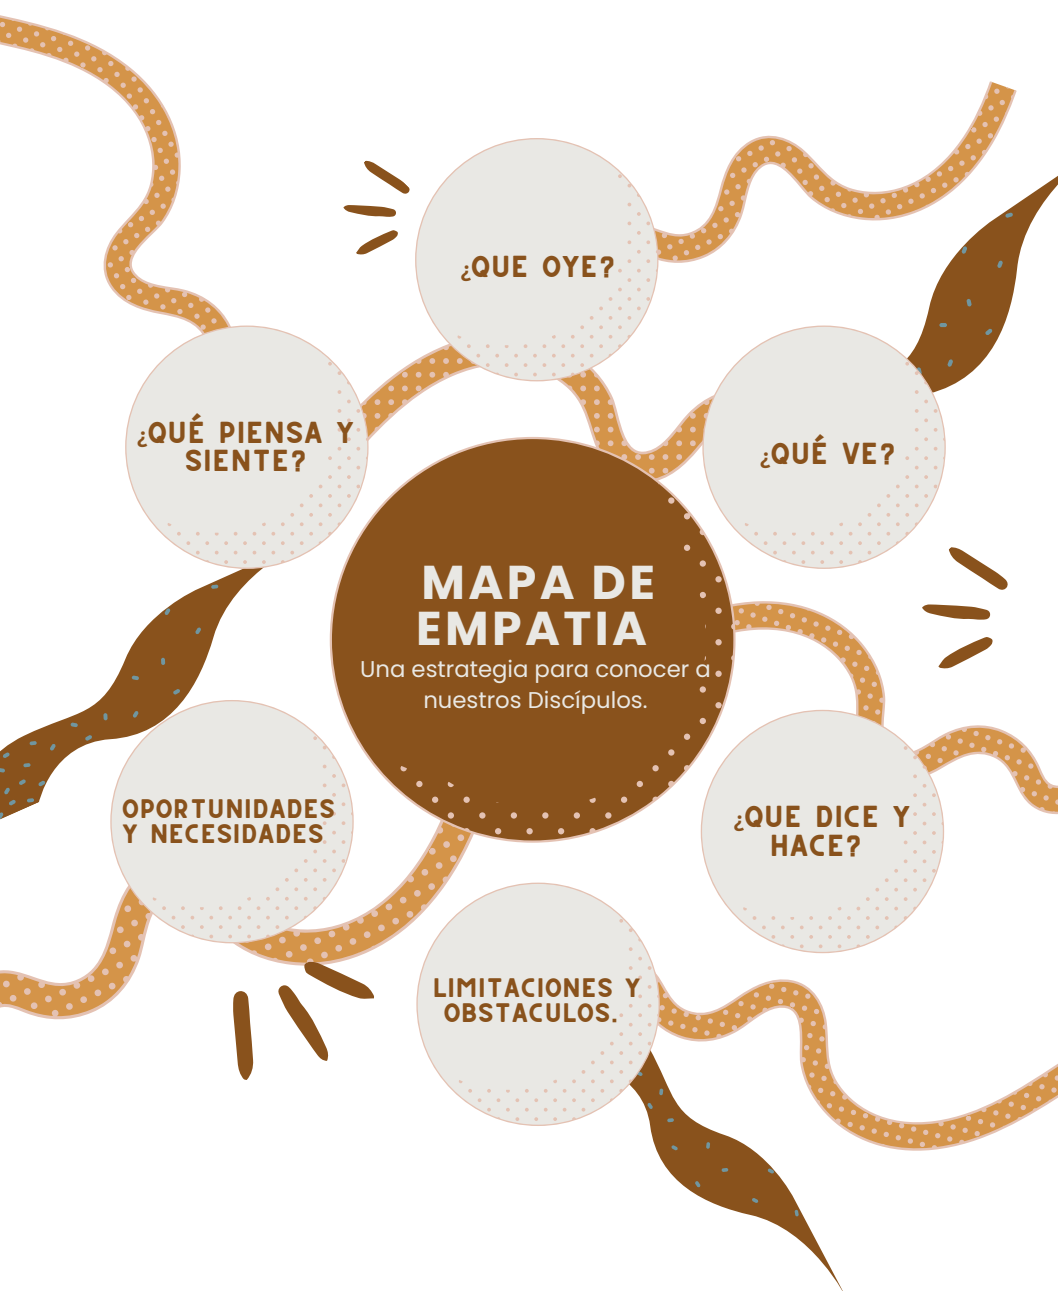 ¿QUE OYE?
¿QUÉ PIENSA Y
SIENTE?
¿QUÉ VE?
MAPA DE
EMPATIA
Una estrategia para conocer a
nuestros Discípulos.
OPORTUNIDADES
Y NECESIDADES
¿QUE DICE Y
HACE?
LIMITACIONES Y
OBSTACULOS.